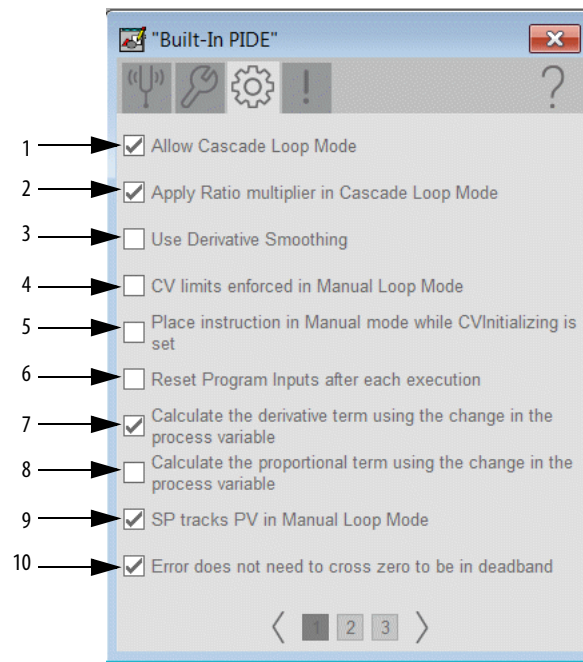 "Built-In PIDE"
?
1 Allow Cascade Loop Mode
2 Apply Ratio multiplier in Cascade Loop Mode
3 Use Derivative Smoothing
4 CV limits enforced in Manual Loop Mode
5 Place instruction in Manual mode while CVInitializing is
set
6 Reset Program Inputs after each execution
7 Calculate the derivative term using the change in the
process variable
8 Calculate the proportional term using the change in the
process variable
9 SP tracks PV in Manual Loop Mode
10 Error does not need to cross zero to be in deadband
1 2 3